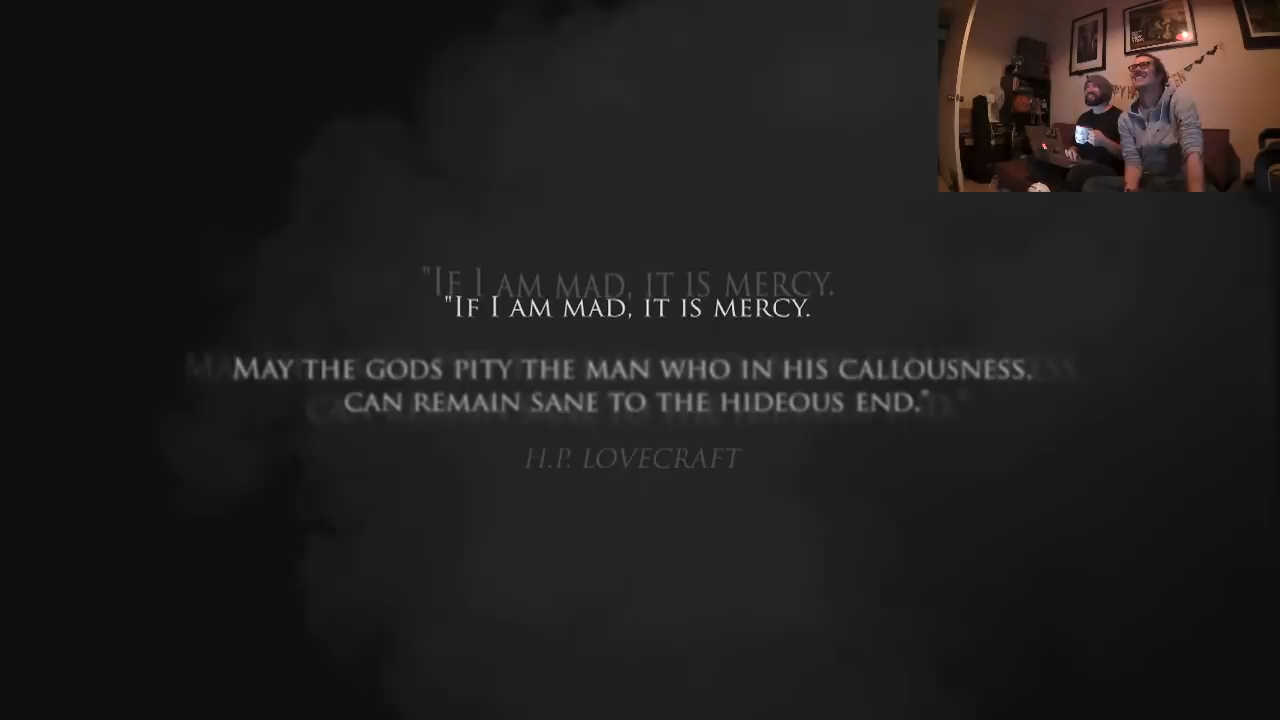 "If I am mad, it is mercy.
May the gods pity the man who in his callousness,
can remain sane to the hideous end."
H.P. Lovecraft